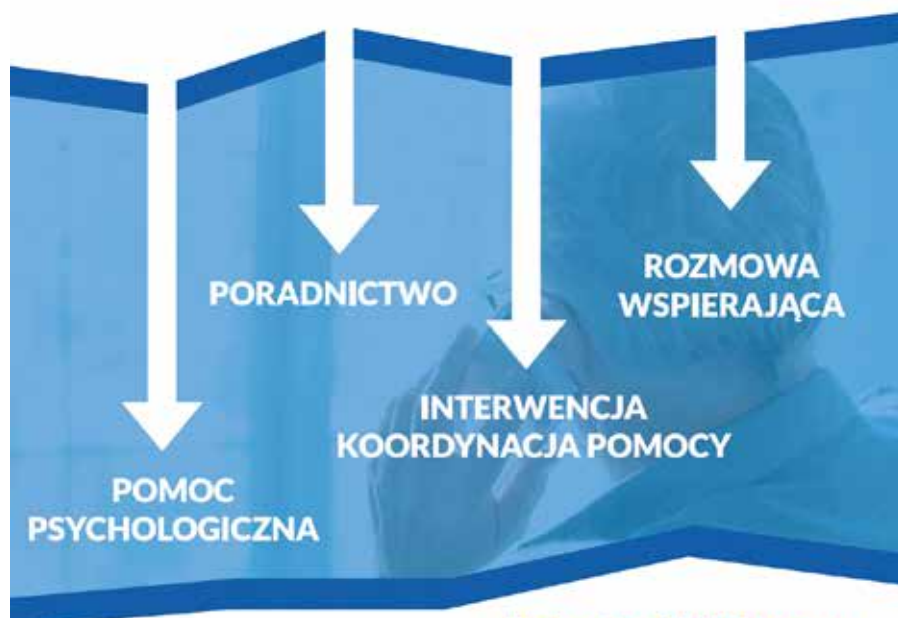 PORADNICTWO
ROZMOWA
WSPIERAJĄCA
INTERWENCJA
KOORDYNACJA POMOCY
POMOC
PSYCHOLOGICZNA